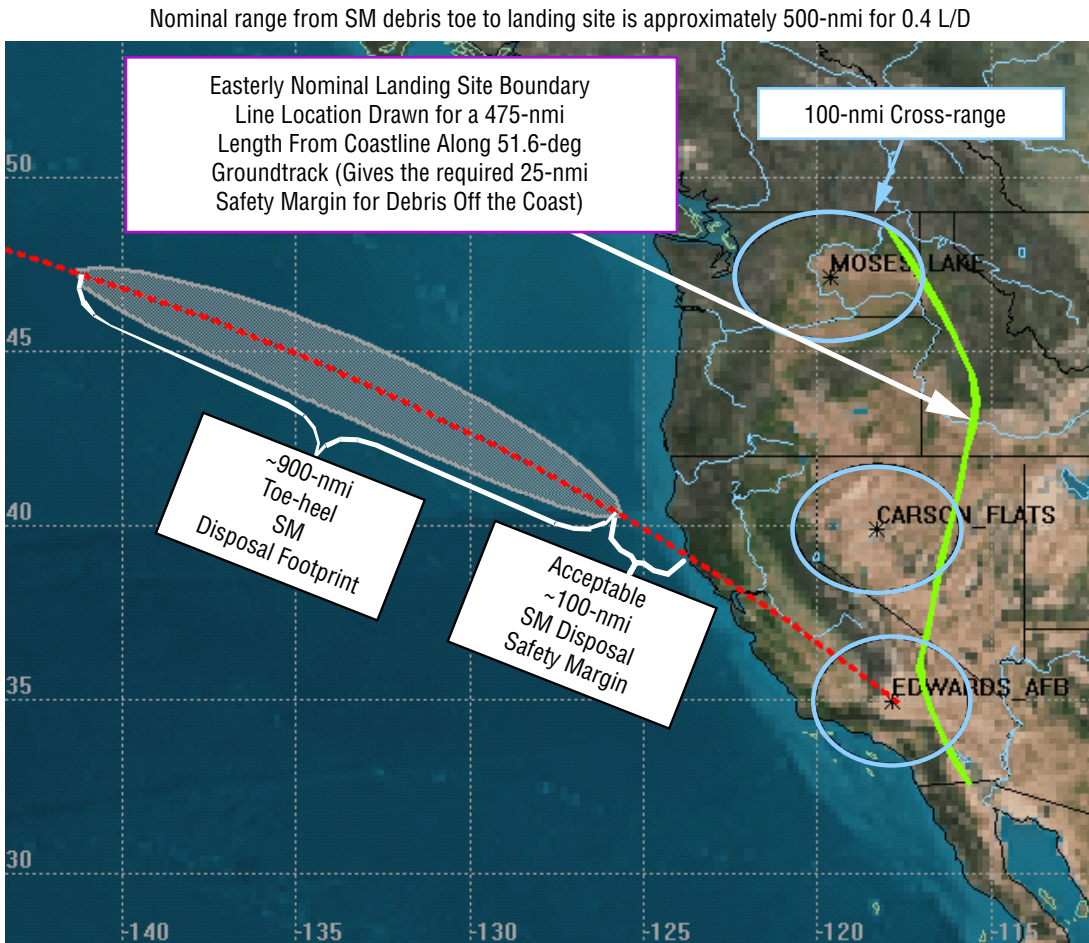 Nominal range from SM debris toe to landing site is approximately 500-nmi for 0.4 L/D
Easterly Nominal Landing Site Boundary
Line Location Drawn for a 475-nmi
Length From Coastline Along 51.6-deg
Groundtrack (Gives the required 25-nmi
Safety Margin for Debris Off the Coast)
100-nmi Cross-range
50
MOSES_LAKE
45
~900-nmi
Toe-heel
SM
Disposal Footprint
Acceptable
~100-nmi
SM Disposal
Safety Margin
40
CARSON_FLATS
35
EDWARDS_AFB
30
-140
-135
-130
-125
-120
-115